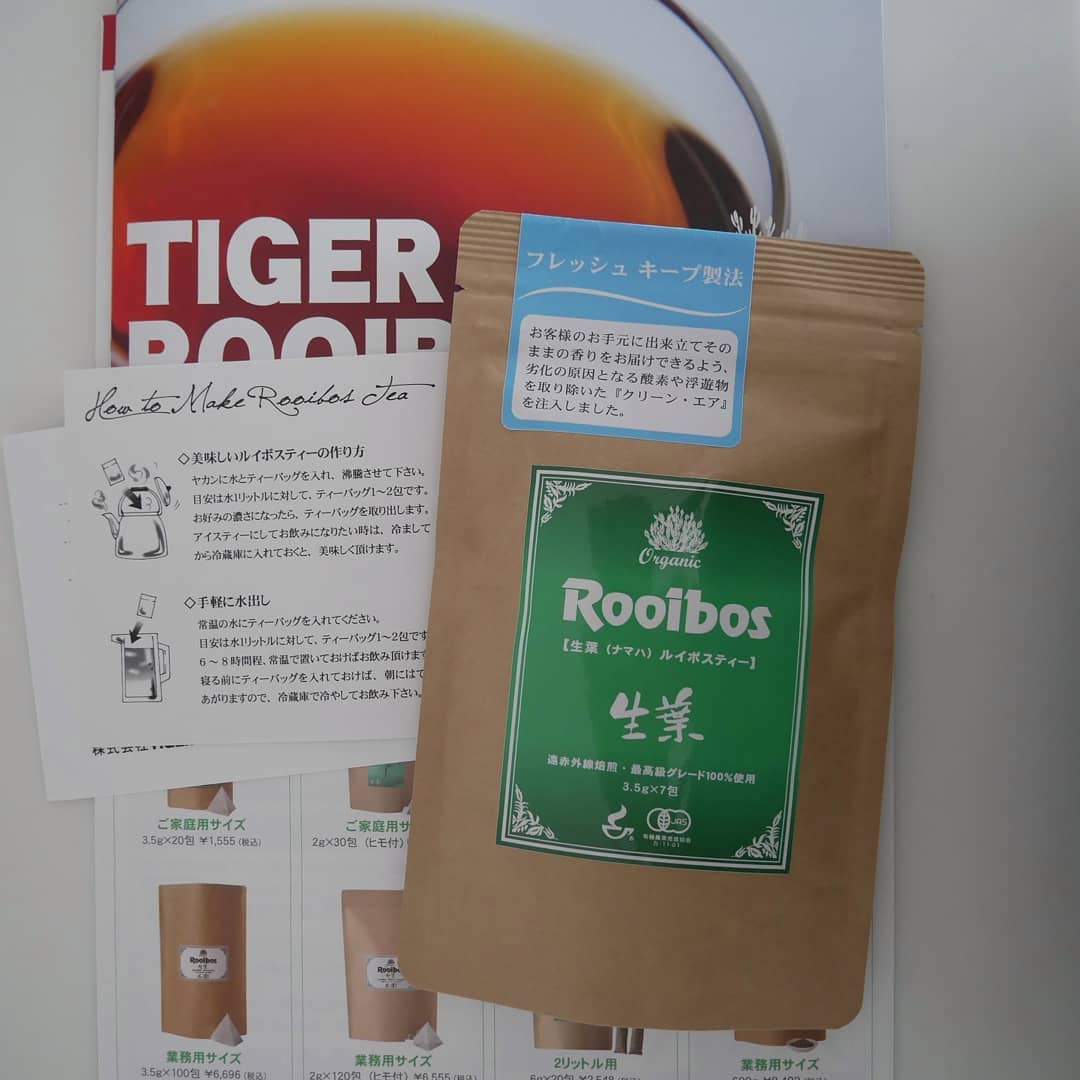 TIGER
フレッシュ キープ製法
お客様のお手元に出来立てその
ままの香りをお届けできるよう、
劣化の原因となる酸素や浮遊物
を取り除いた『クリーン・エア』
を注入しました。
How to Make Rooibos Tea
◇美味しいルイボスティーの作り方
ヤカンに水とティーバッグを入れ、沸騰させて下さい。
目安は水1リットルに対して、ティーバッグ1〜2包です。
お好みの濃さになったら、ティーバッグを取り出します。
アイスティーにしてお飲みになりたい時は、冷まして
から冷蔵庫に入れておくと、美味しく頂けます。
◇手軽に水出し
常温の水にティーバッグを入れてください。
目安は水1リットルに対して、ティーバッグ1〜2包です
6〜8時間程、常温で置いておけばお飲み頂けます
寝る前にティーバッグを入れておけば、朝には
あがりますので、冷蔵庫で冷やしてお飲み下さい。
Organic
Rooibos
【生葉（ナマハ）ルイボスティー】
生葉
遠赤外線焙煎・最高級グレード100%使用
3.5g×7包
JAS
株式会社
ご家庭用サイズ
3.5g×20包 ¥1,555(税込)
ご家庭用サ
2g×30包（ヒモ付）
Rooibos
生葉
Rooibos
業務用サイズ
3.5g×100包 ¥6,696(税込)
業務用サイズ
2g×120包（ヒモ付）¥6,555(税込)
2リットル用
業務用サイズ